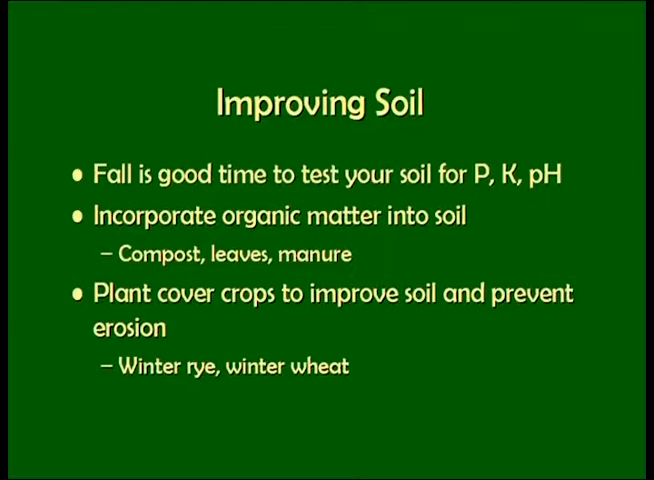 Improving Soil
• Fall is good time to test your soil for P, K, pH
• Incorporate organic matter into soil
– Compost, leaves, manure
• Plant cover crops to improve soil and prevent
erosion
– Winter rye, winter wheat